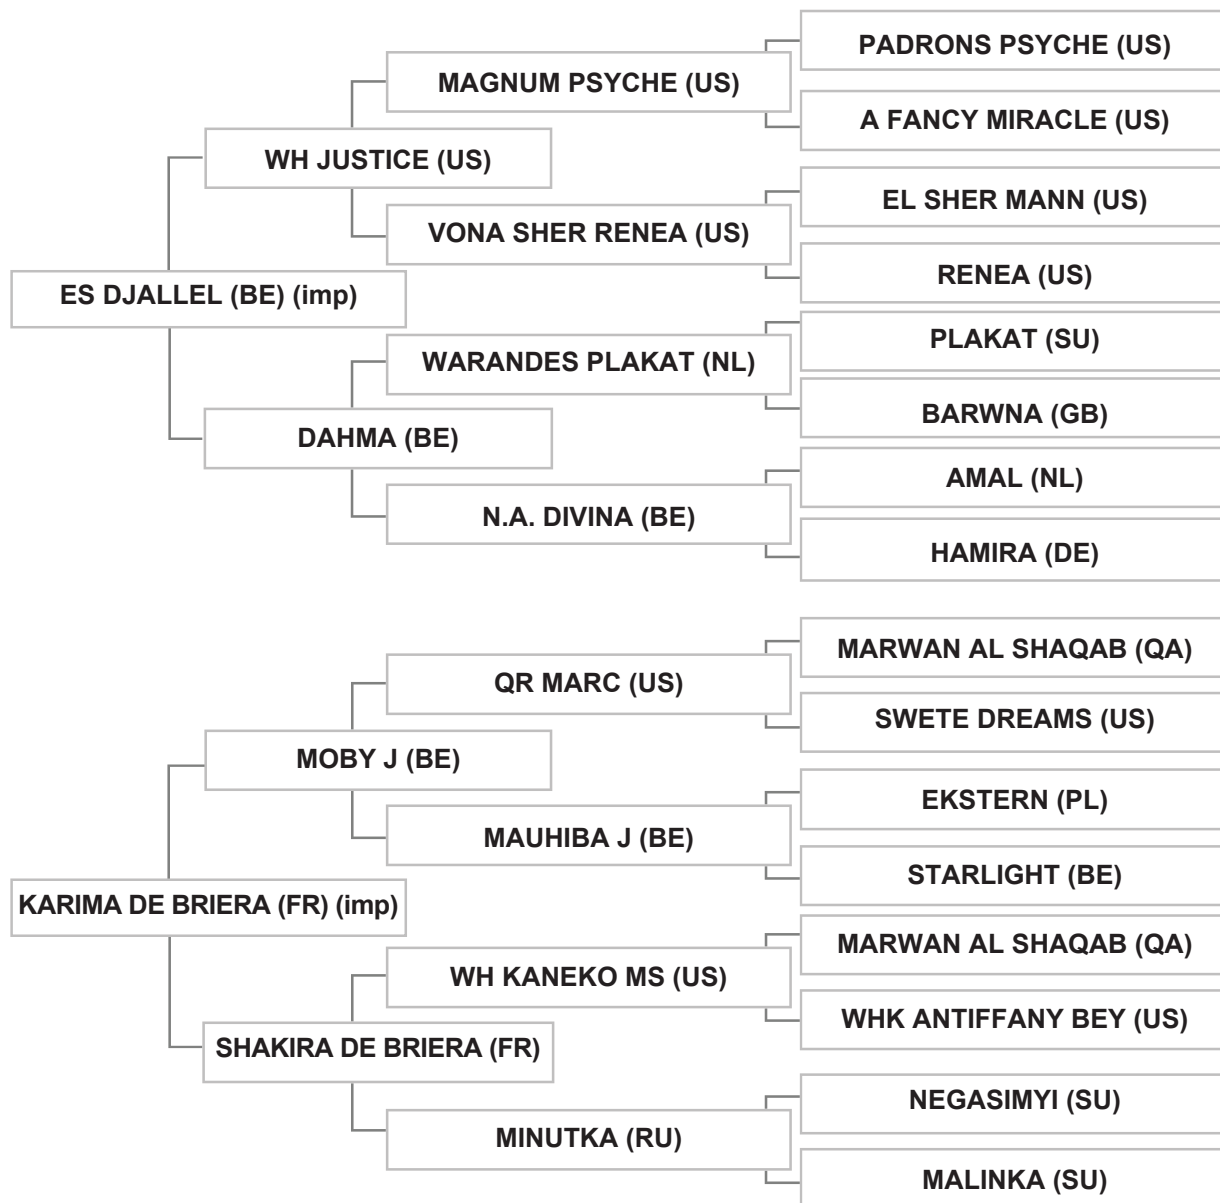 PADRONS PSYCHE (US)
MAGNUM PSYCHE (US)
A FANCY MIRACLE (US)
WH JUSTICE (US)
EL SHER MANN (US)
VONA SHER RENEA (US)
RENEA (US)
ES DJALLEL (BE) (imp)
PLAKAT (SU)
WARANDES PLAKAT (NL)
BARWNA (GB)
DAHMA (BE)
AMAL (NL)
N.A. DIVINA (BE)
HAMIRA (DE)
MARWAN AL SHAQAB (QA)
QR MARC (US)
SWETE DREAMS (US)
MOBY J (BE)
EKSTERN (PL)
MAUHIBA J (BE)
STARLIGHT (BE)
KARIMA DE BRIERA (FR) (imp)
MARWAN AL SHAQAB (QA)
WH KANEKO MS (US)
WHK ANTIFFANY BEY (US)
SHAKIRA DE BRIERA (FR)
NEGASIMYI (SU)
MINUTKA (RU)
MALINKA (SU)